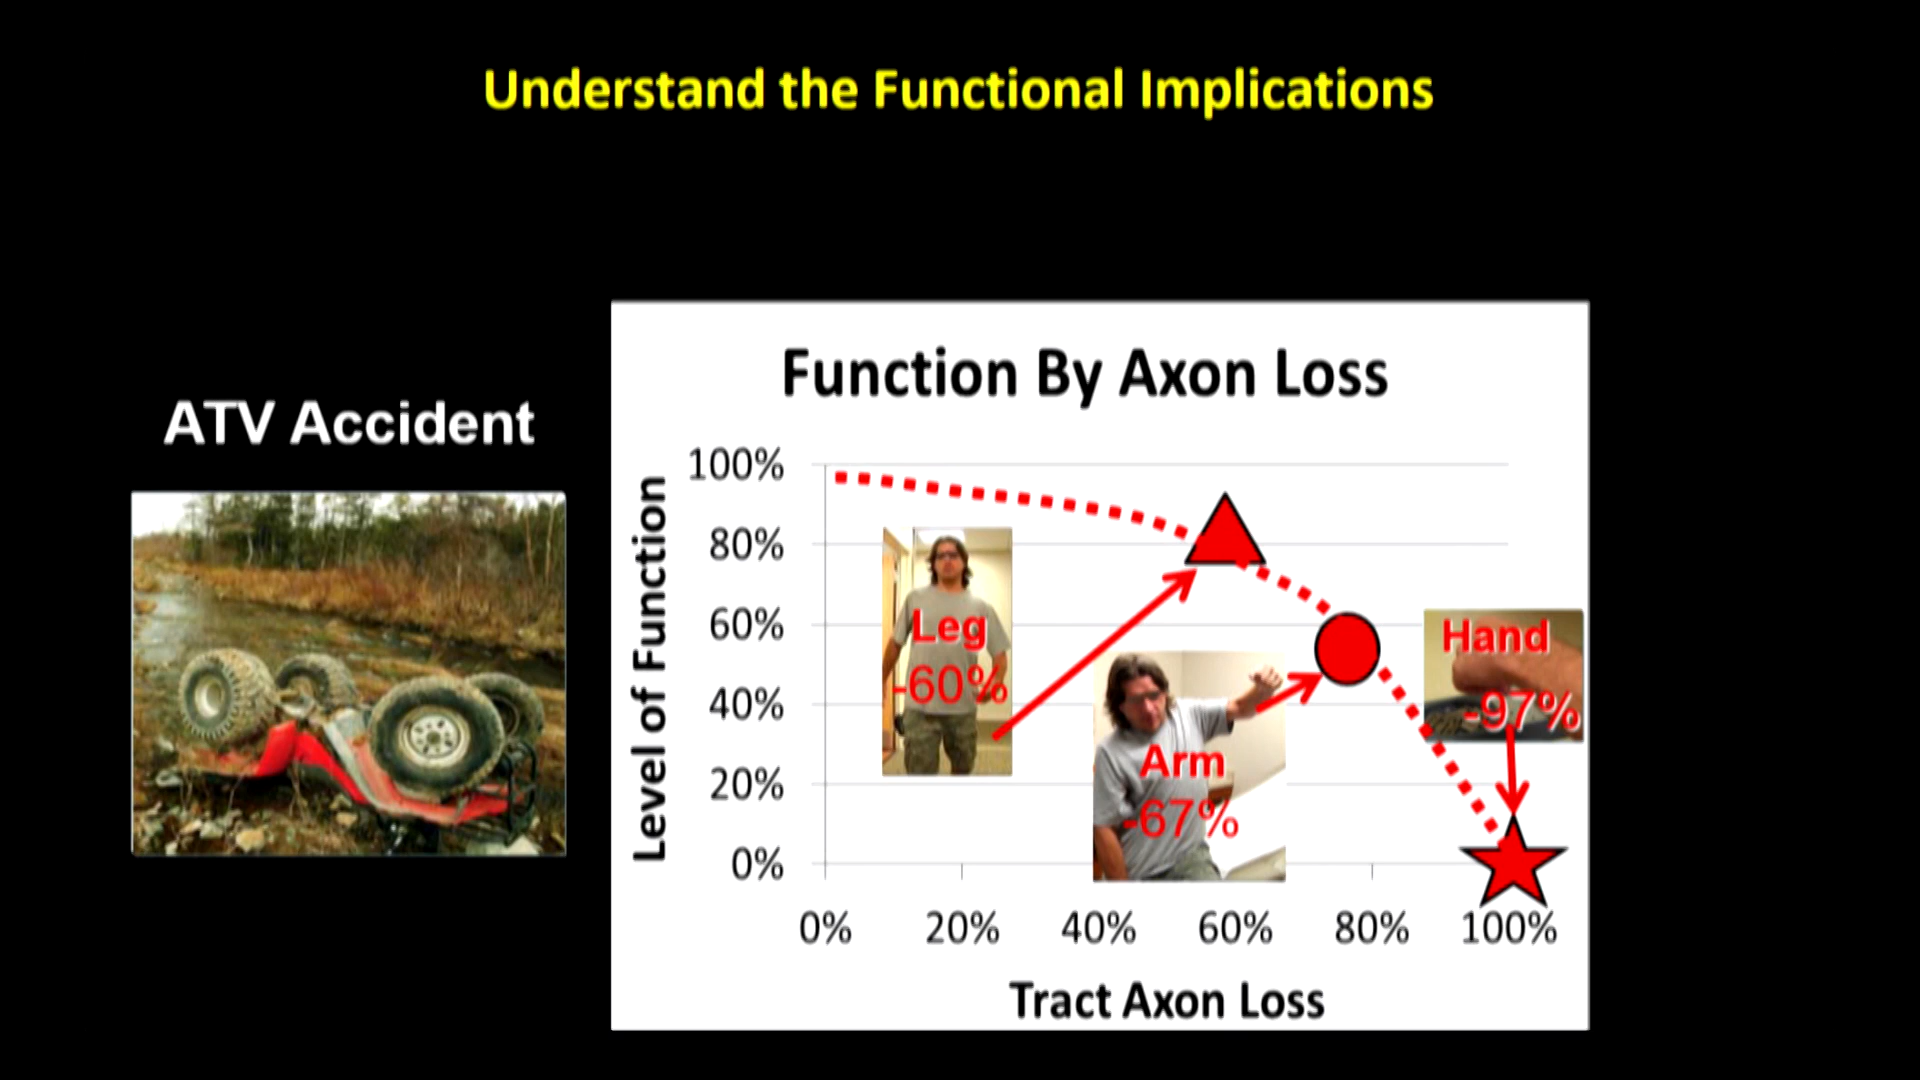 Understand the Functional Implications
ATV Accident
Function By Axon Loss
Level of Function
100%
80%
60%
40%
20%
0%
Leg
-60%
Arm
-67%
Hand
-97%
0%
20%
40%
60%
80%
100%
Tract Axon Loss